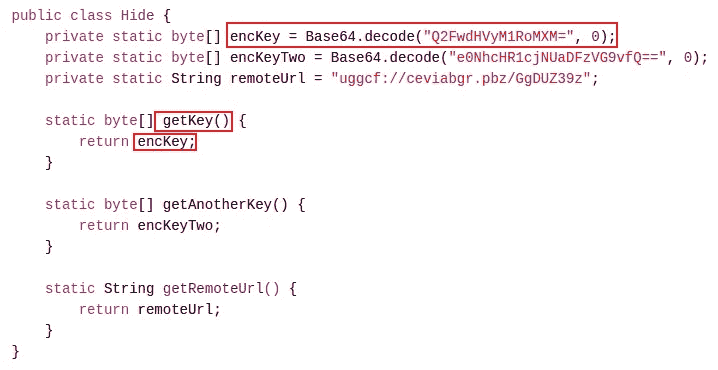 public class Hide {
    private static byte[] encKey = Base64.decode("Q2FwdHVyM1RoMXM=", 0);
    private static byte[] encKeyTwo = Base64.decode("e0NhcHR1cjNUaDFzVG9vfQ==", 0);
    private static String remoteUrl = "uggcf://ceviabgr.pbz/GgDUZ39z";
    static byte[] getKey() {
        return encKey;
    }
    static byte[] getAnotherKey() {
        return encKeyTwo;
    }
    static String getRemoteUrl() {
        return remoteUrl;
    }
}